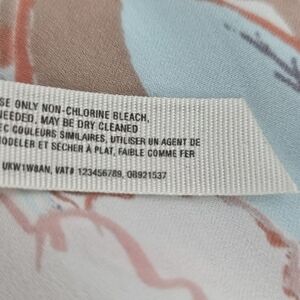 SE ONLY NON-CHLORINE BLEACH,
NEEDED. MAY BE DRY CLEANED
EC COULEURS SIMILAIRES, UTILISER UN AGENT DE
ODELER ET SÉCHER À PLAT, FAIBLE COMME FER
UKW1W8AN, VAT# 123456789, OB921537